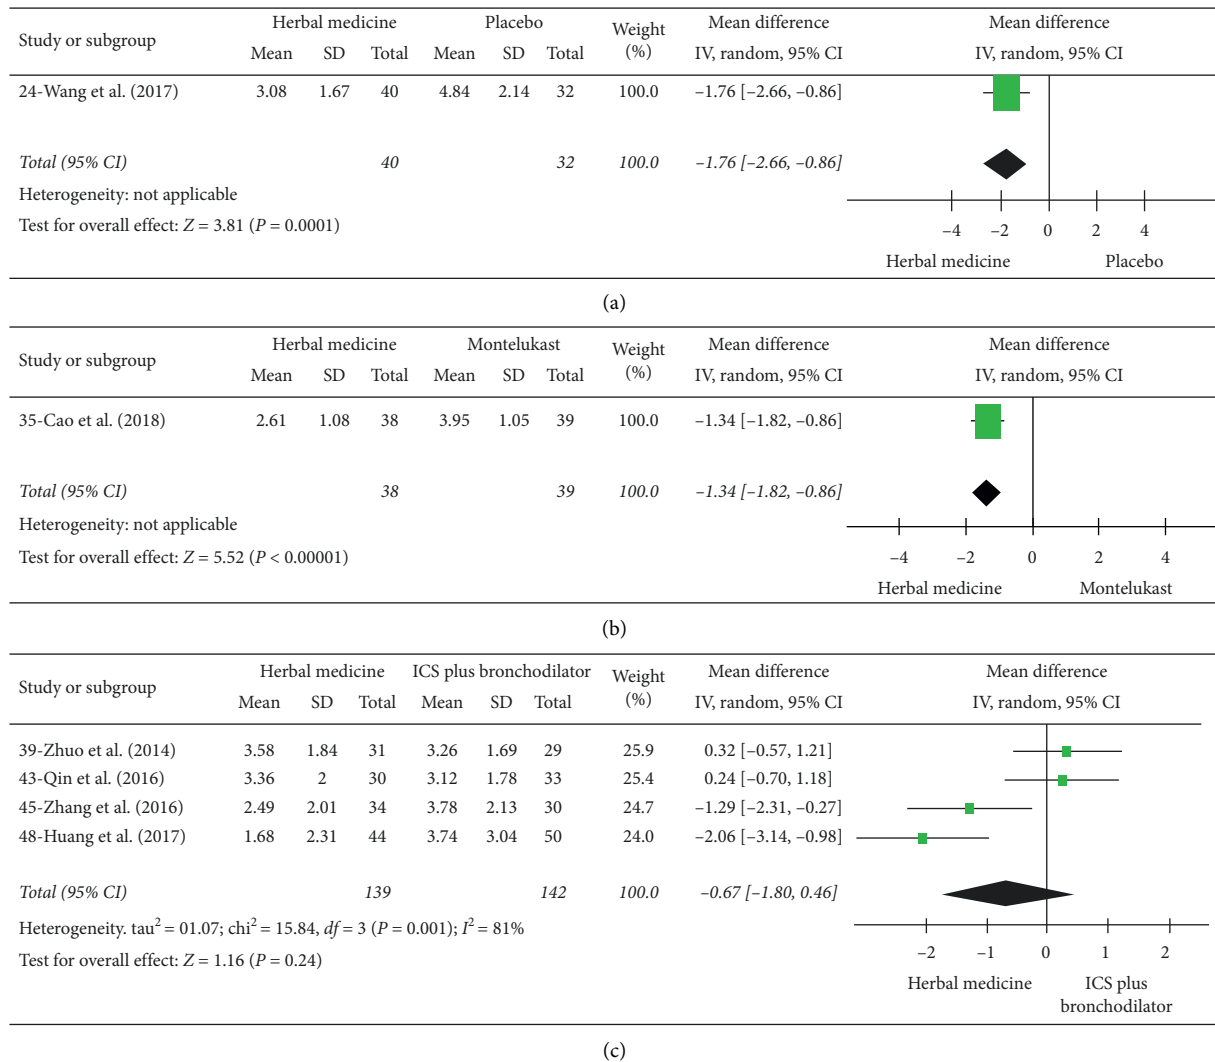 Study or subgroup Herbal medicine Placebo Weight (%) Mean difference Mean difference
Mean SD Total Mean SD Total IV, random, 95% CI IV, random, 95% CI
24-Wang et al. (2017) 3.08 1.67 40 4.84 2.14 32 100.0 –1.76 [–2.66, –0.86]
Total (95% CI) 40 32 100.0 –1.76 [–2.66, –0.86]
Heterogeneity: not applicable
Test for overall effect: Z = 3.81 (P = 0.0001)
–4 –2 0 2 4
Herbal medicine Placebo
(a)
Study or subgroup Herbal medicine Montelukast Weight (%) Mean difference Mean difference
Mean SD Total Mean SD Total IV, random, 95% CI IV, random, 95% CI
35-Cao et al. (2018) 2.61 1.08 38 3.95 1.05 39 100.0 –1.34 [–1.82, –0.86]
Total (95% CI) 38 39 100.0 –1.34 [–1.82, –0.86]
Heterogeneity: not applicable
Test for overall effect: Z = 5.52 (P < 0.00001)
–4 –2 0 2 4
Herbal medicine Montelukast
(b)
Study or subgroup Herbal medicine ICS plus bronchodilator Weight (%) Mean difference Mean difference
Mean SD Total Mean SD Total IV, random, 95% CI IV, random, 95% CI
39-Zhuo et al. (2014) 3.58 1.84 31 3.26 1.69 29 25.9 0.32 [–0.57, 1.21]
43-Qin et al. (2016) 3.36 2 30 3.12 1.78 33 25.4 0.24 [–0.70, 1.18]
45-Zhang et al. (2016) 2.49 2.01 34 3.78 2.13 30 24.7 –1.29 [–2.31, –0.27]
48-Huang et al. (2017) 1.68 2.31 44 3.74 3.04 50 24.0 –2.06 [–3.14, –0.98]
Total (95% CI) 139 142 100.0 –0.67 [–1.80, 0.46]
Heterogeneity. tau² = 01.07; chi² = 15.84, df = 3 (P = 0.001); I² = 81%
Test for overall effect: Z = 1.16 (P = 0.24)
–2 –1 0 1 2
Herbal medicine ICS plus
bronchodilator
(c)